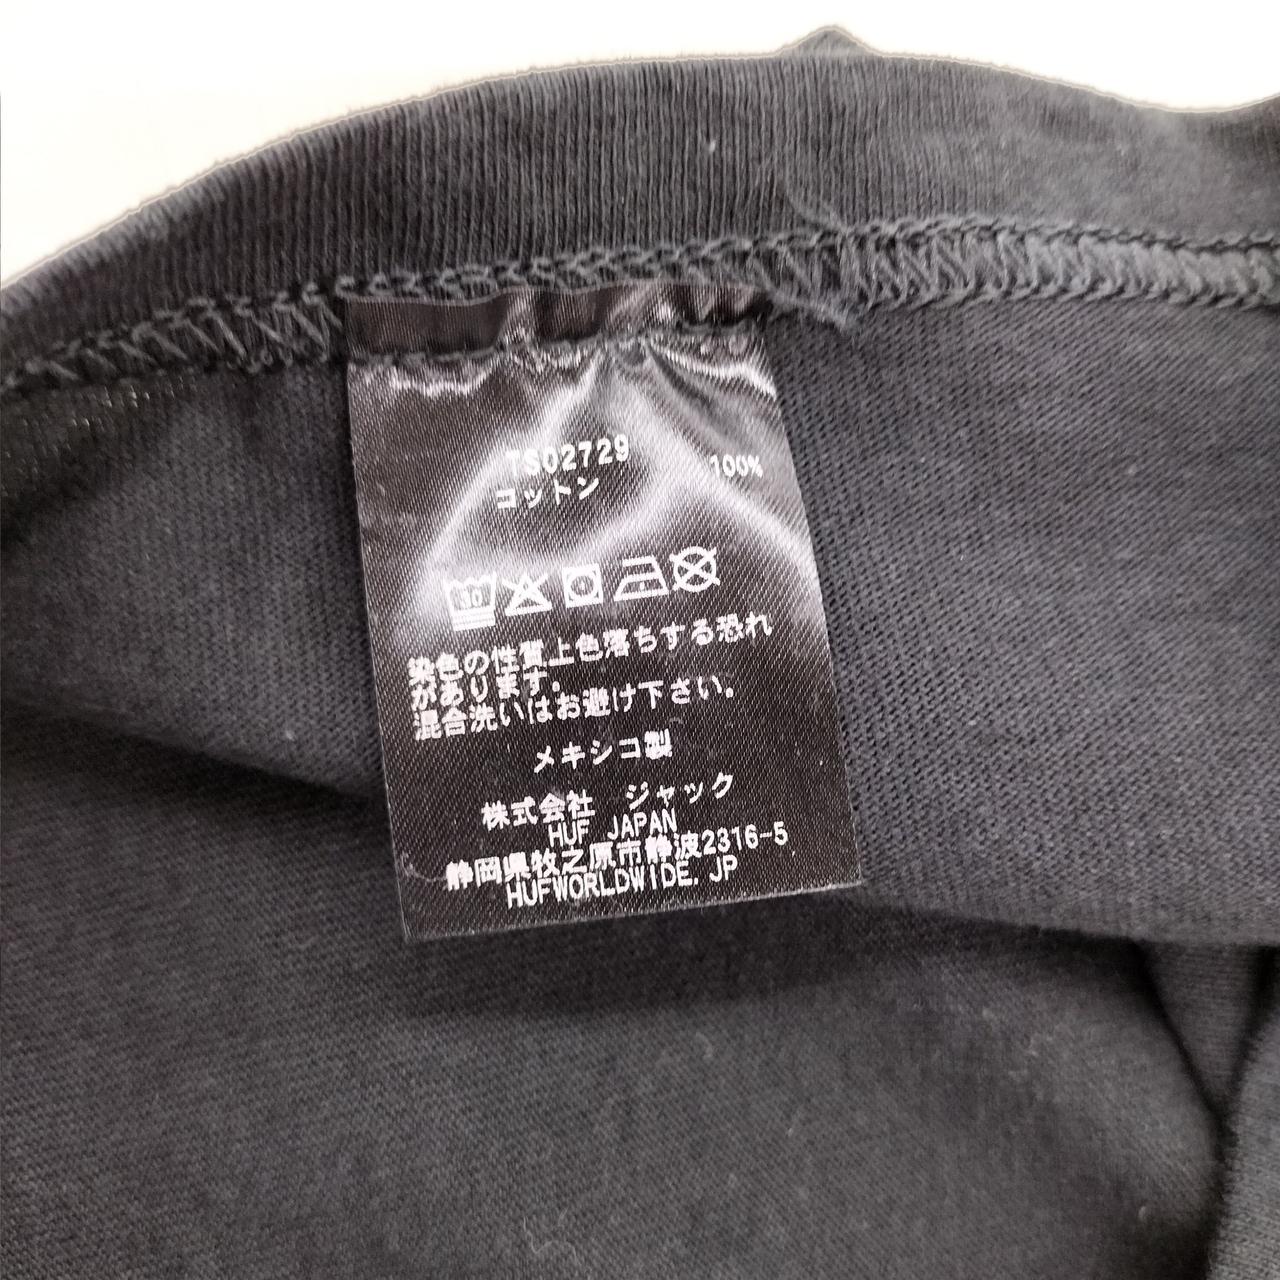 TS02729
コットン 100%
30
染色の性質上色落ちする恐れ
があります。
混合洗いはお避け下さい。
メキシコ製
株式会社 ジャック
HUF JAPAN
静岡県牧之原市静波2316-5
HUFWORLDWIDE.JP